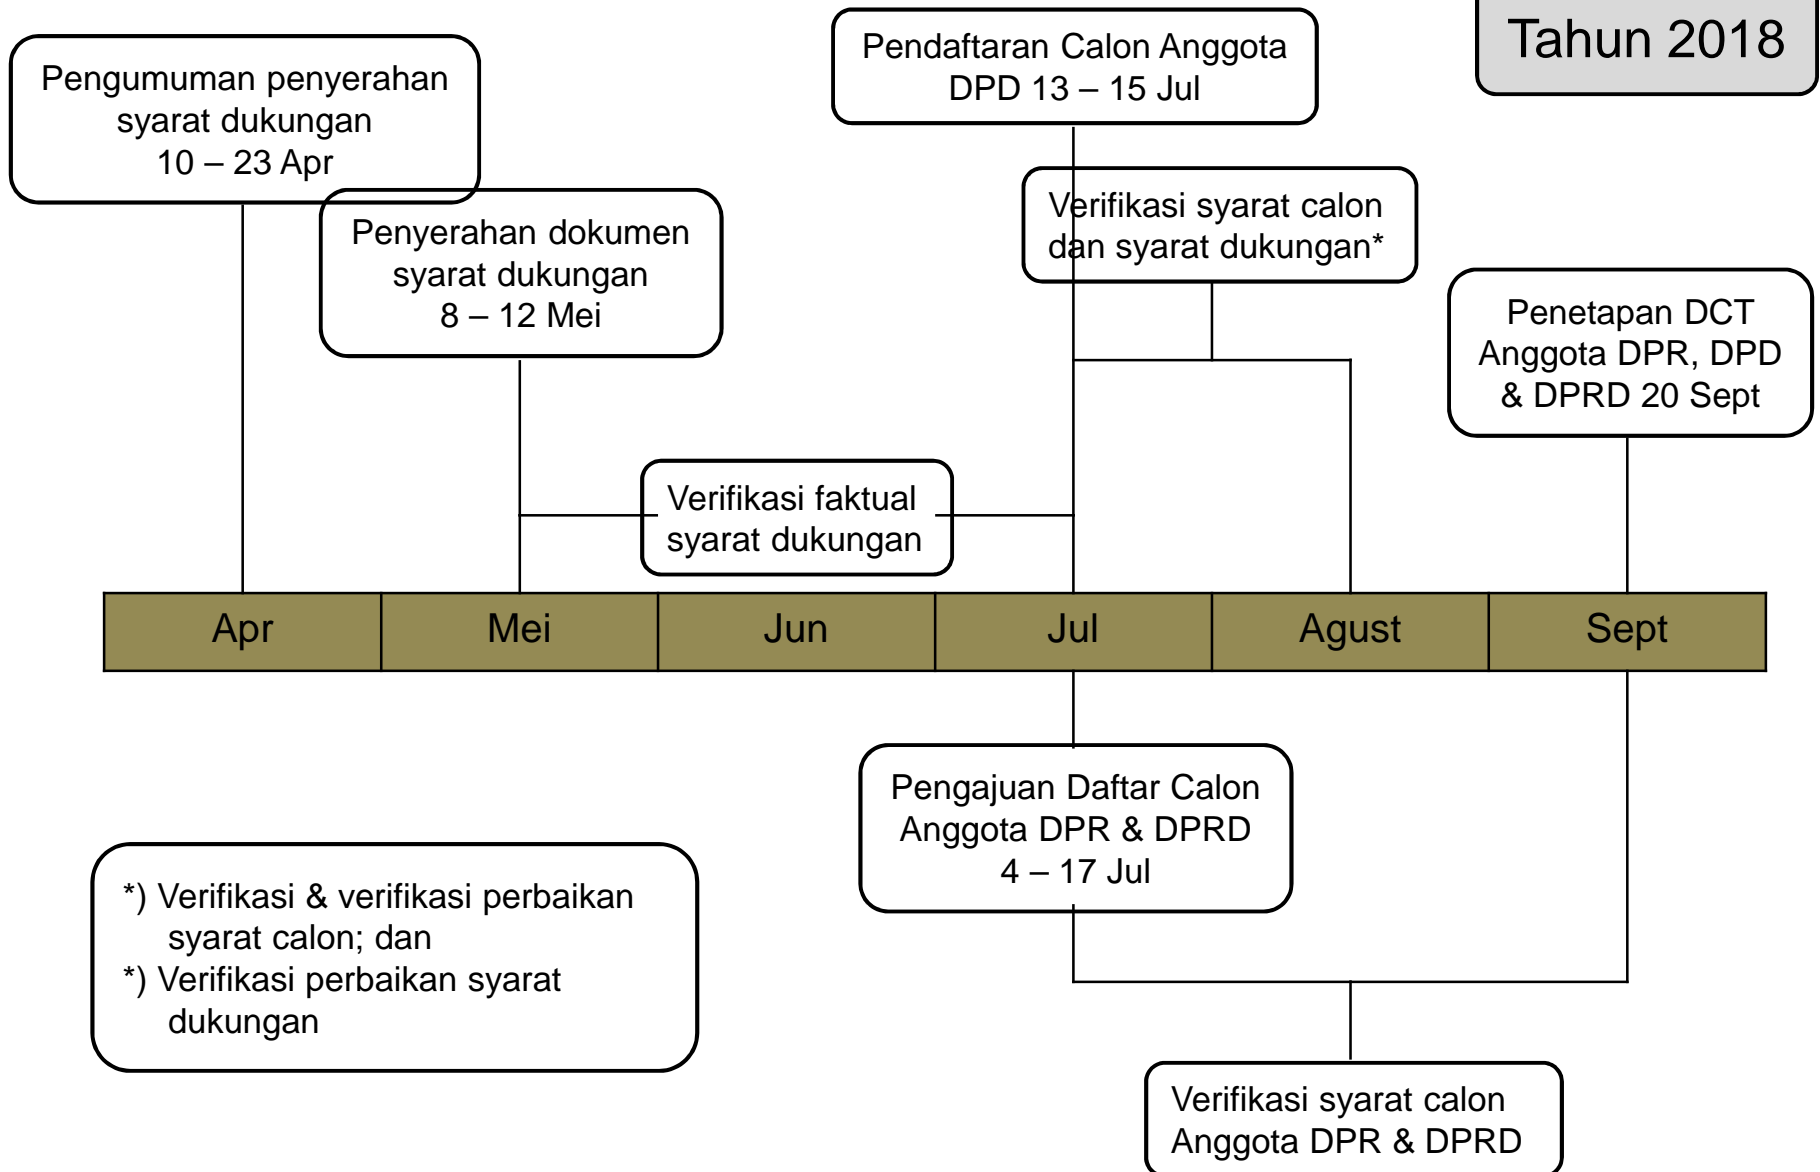 Tahun 2018
Pengumuman penyerahan
syarat dukungan
10 – 23 Apr
Pendaftaran Calon Anggota
DPD 13 – 15 Jul
Penyerahan dokumen
syarat dukungan
8 – 12 Mei
Verifikasi syarat calon
dan syarat dukungan*
Penetapan DCT
Anggota DPR, DPD
& DPRD 20 Sept
Verifikasi faktual
syarat dukungan
Apr Mei Jun Jul Agust Sept
Pengajuan Daftar Calon
Anggota DPR & DPRD
4 – 17 Jul
*) Verifikasi & verifikasi perbaikan
syarat calon; dan
*) Verifikasi perbaikan syarat
dukungan
Verifikasi syarat calon
Anggota DPR & DPRD